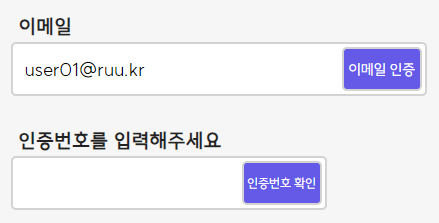 이메일
user01@ruu.kr
이메일 인증
인증번호를 입력해주세요
인증번호 확인